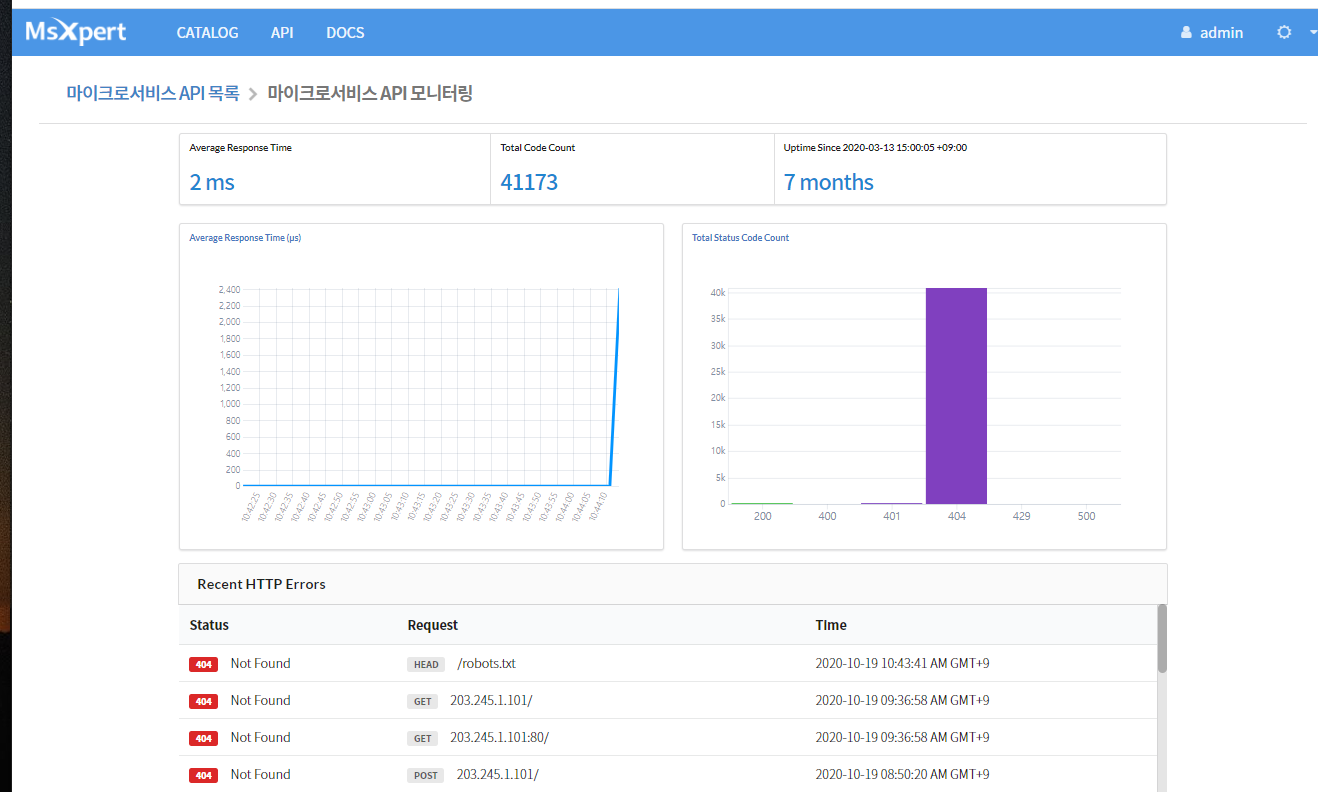 MsXpert CATALOG API DOCS admin
마이크로서비스 API 목록 > 마이크로서비스 API 모니터링
Average Response Time Total Code Count Uptime Since 2020-03-13 15:00:05 +09:00
2 ms 41173 7 months
Average Response Time (µs)
2,400
2,200
2,000
1,800
1,600
1,400
1,200
1,000
800
600
400
200
0
10:42:25 10:42:30 10:42:35 10:42:40 10:42:45 10:42:50 10:42:55 10:43:00 10:43:05 10:43:10 10:43:15 10:43:20 10:43:25 10:43:30 10:43:35 10:43:40 10:43:45 10:43:50 10:43:55 10:44:00 10:44:05 10:44:10
Total Status Code Count
40k
35k
30k
25k
20k
15k
10k
5k
0
200 400 401 404 429 500
Recent HTTP Errors
Status Request Time
404 Not Found HEAD /robots.txt 2020-10-19 10:43:41 AM GMT+9
404 Not Found GET 203.245.1.101/ 2020-10-19 09:36:58 AM GMT+9
404 Not Found GET 203.245.1.101:80/ 2020-10-19 09:36:58 AM GMT+9
404 Not Found POST 203.245.1.101/ 2020-10-19 08:50:20 AM GMT+9